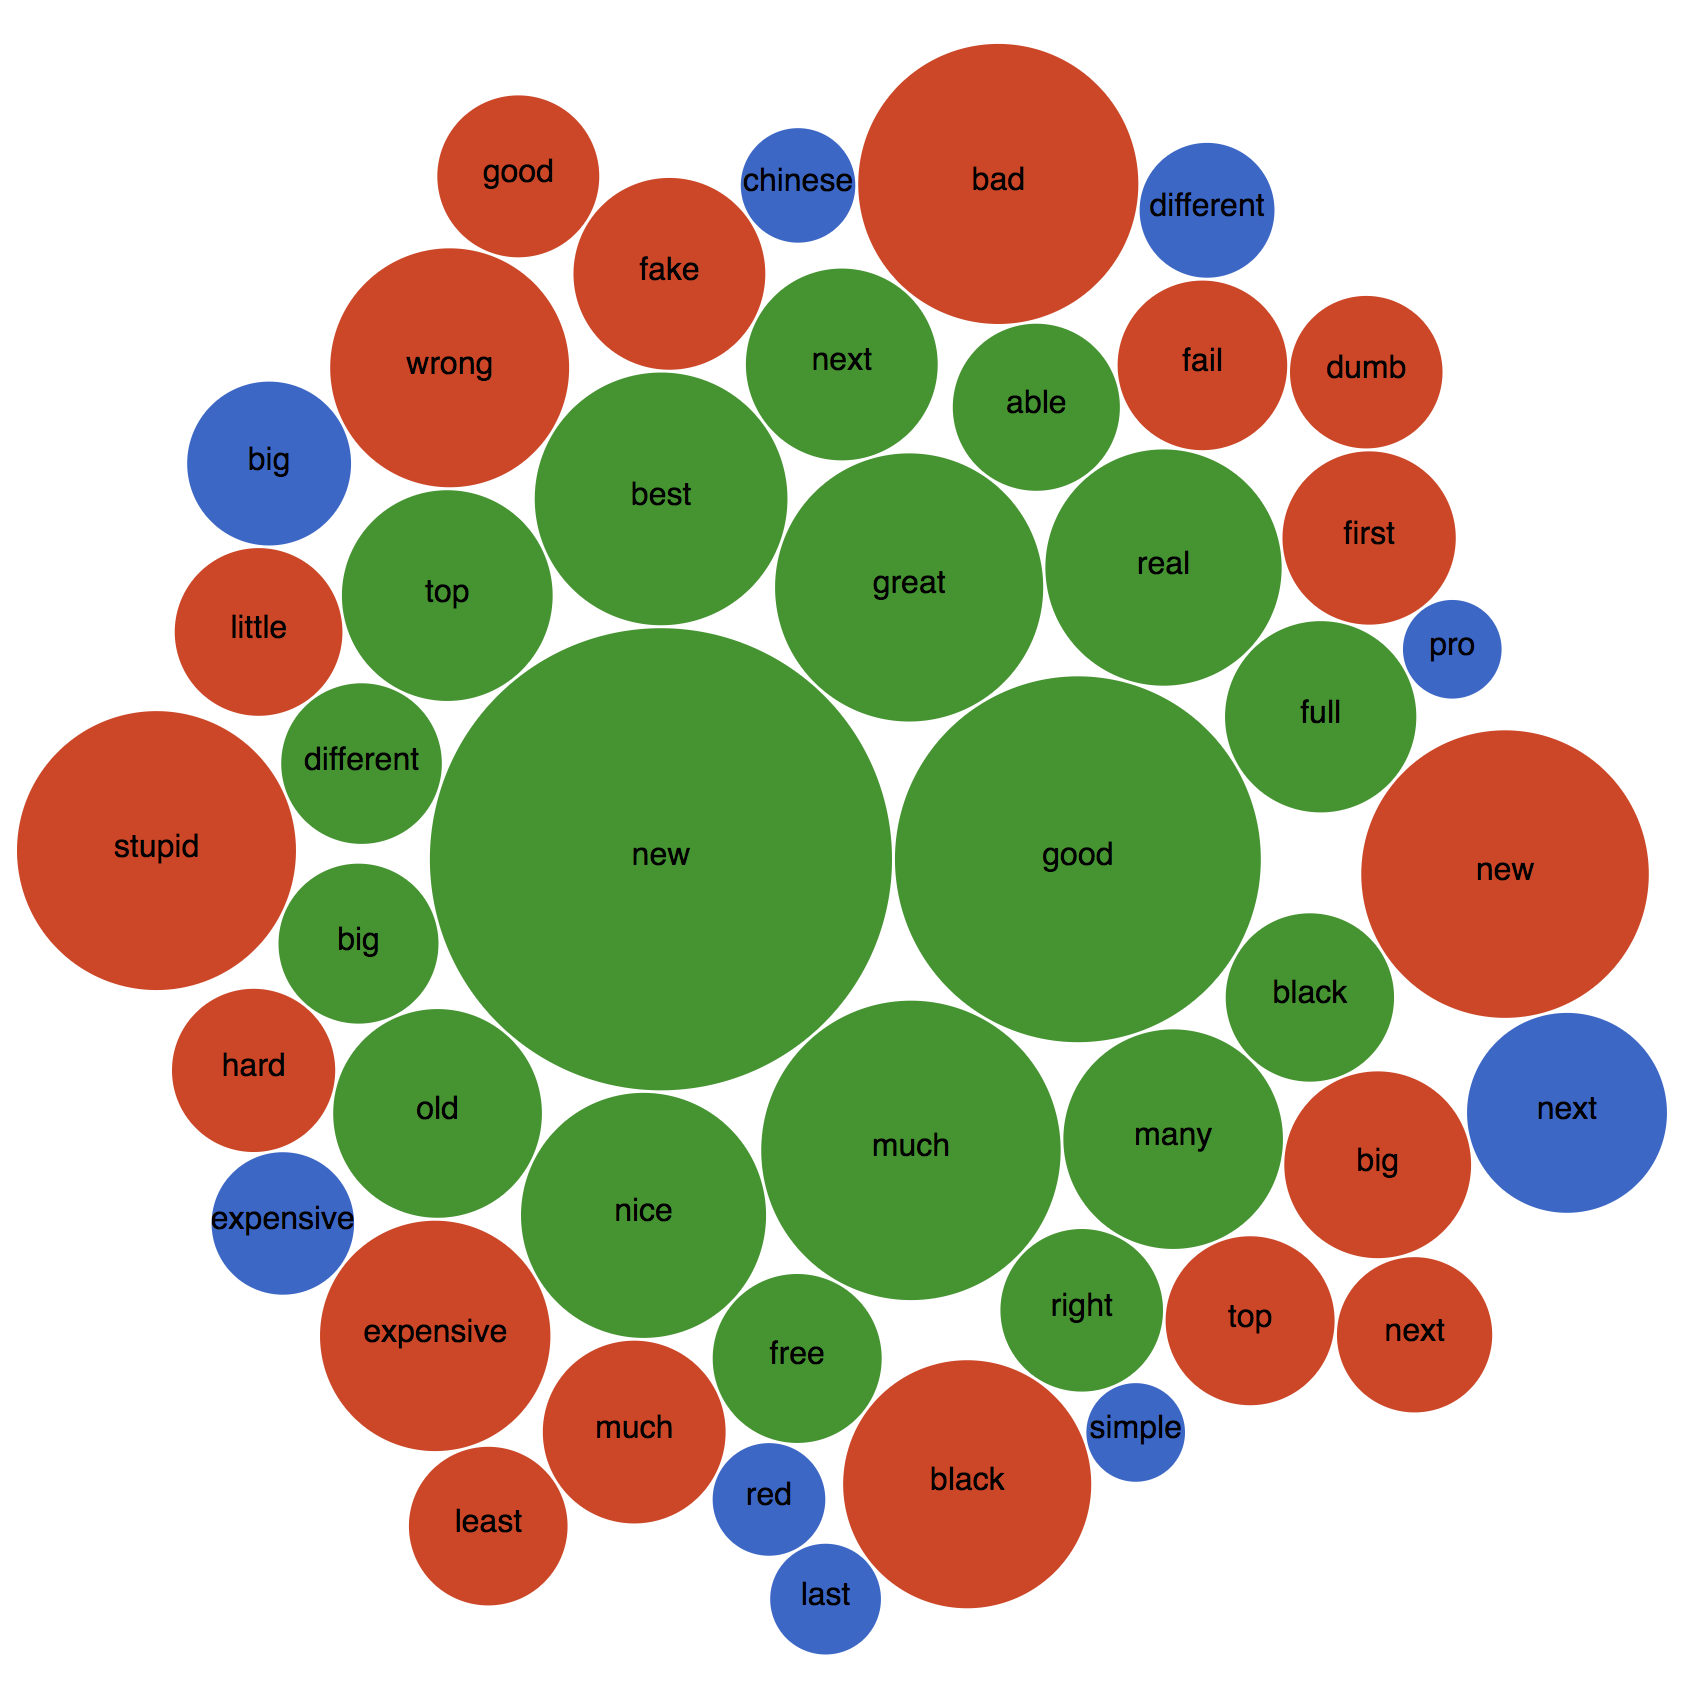 good
chinese
bad
different
fake
wrong
next
fail
dumb
able
big
best
first
real
great
top
little
pro
full
different
stupid
new
good
new
big
black
hard
old
next
much
many
big
nice
expensive
right
top
expensive
next
free
much
simple
black
red
least
last